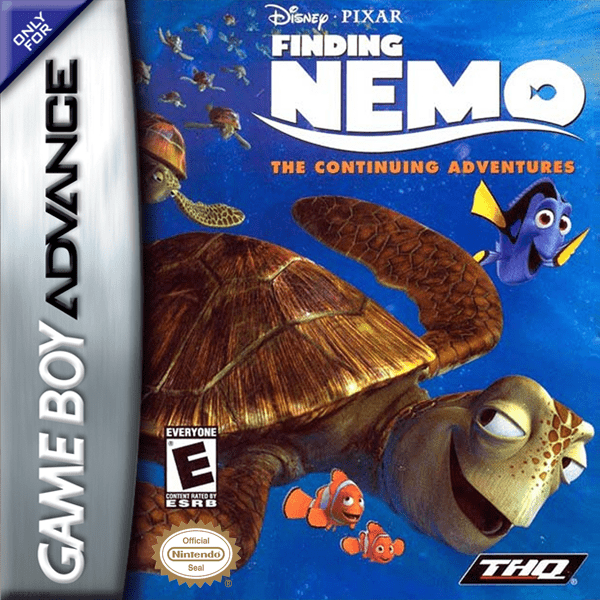 ONLY
FOR
GAME BOY ADVANCE
Disney · PIXAR
FINDING
NEMO
THE CONTINUING ADVENTURES
EVERYONE
E
CONTENT RATED BY
ESRB
Official
Nintendo
Seal
®
THQ
®